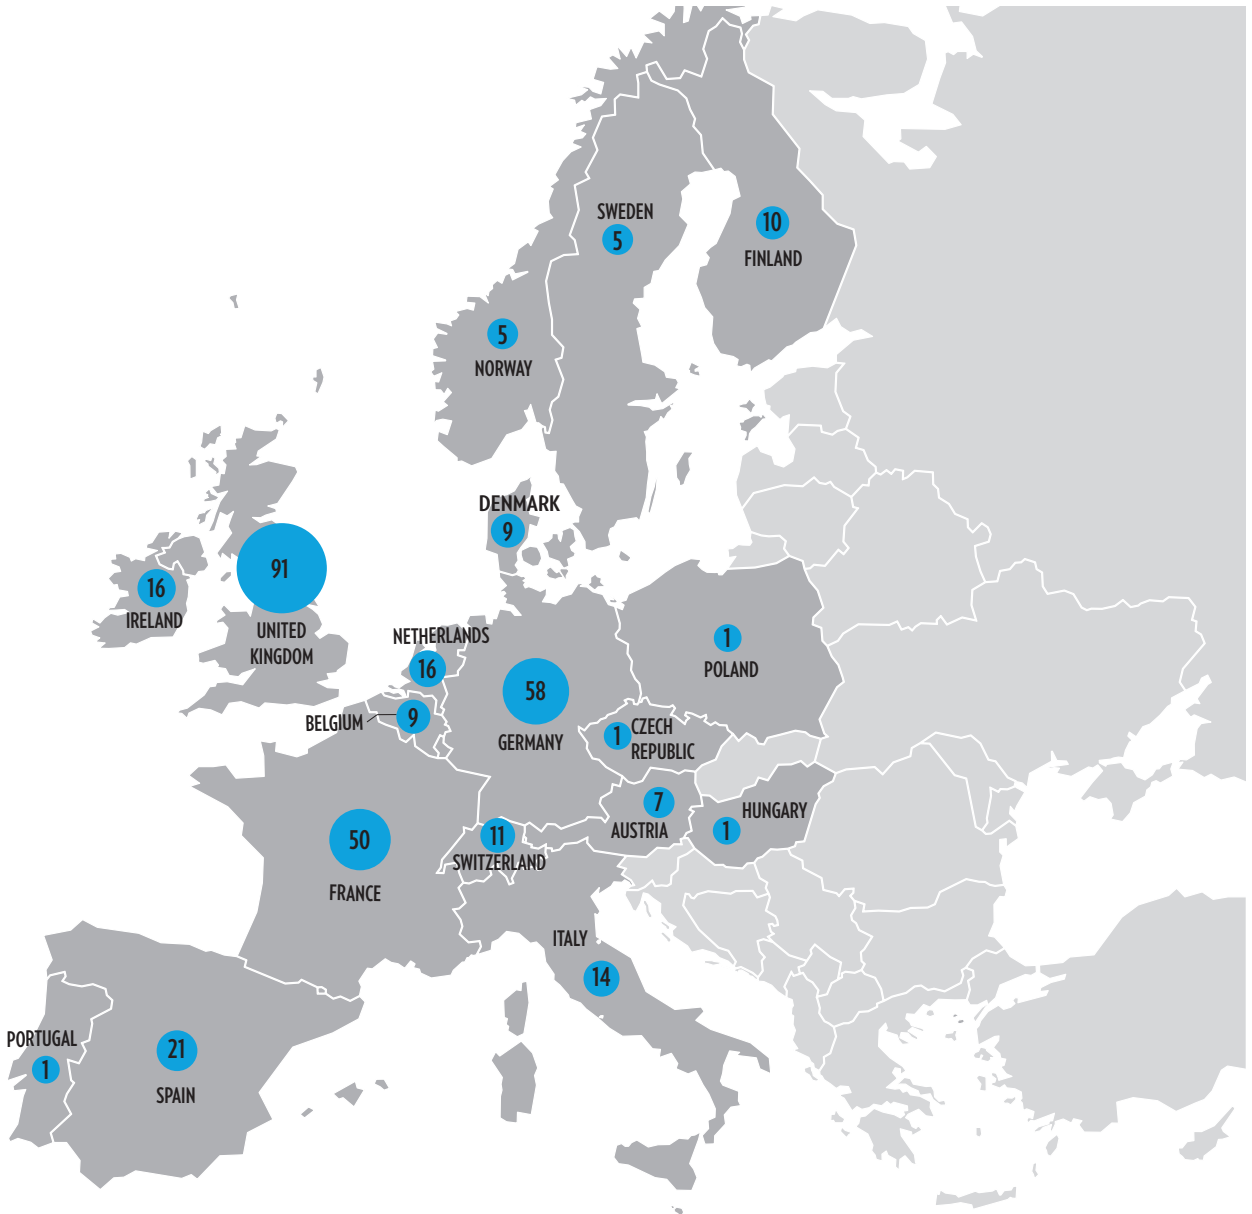 SWEDEN
5
10
FINLAND
5
NORWAY
DENMARK
9
91
UNITED
KINGDOM
16
IRELAND
NETHERLANDS
16
1
POLAND
BELGIUM
9
58
GERMANY
1
CZECH
REPUBLIC
7
AUSTRIA
HUNGARY
1
50
FRANCE
11
SWITZERLAND
ITALY
14
PORTUGAL
1
21
SPAIN